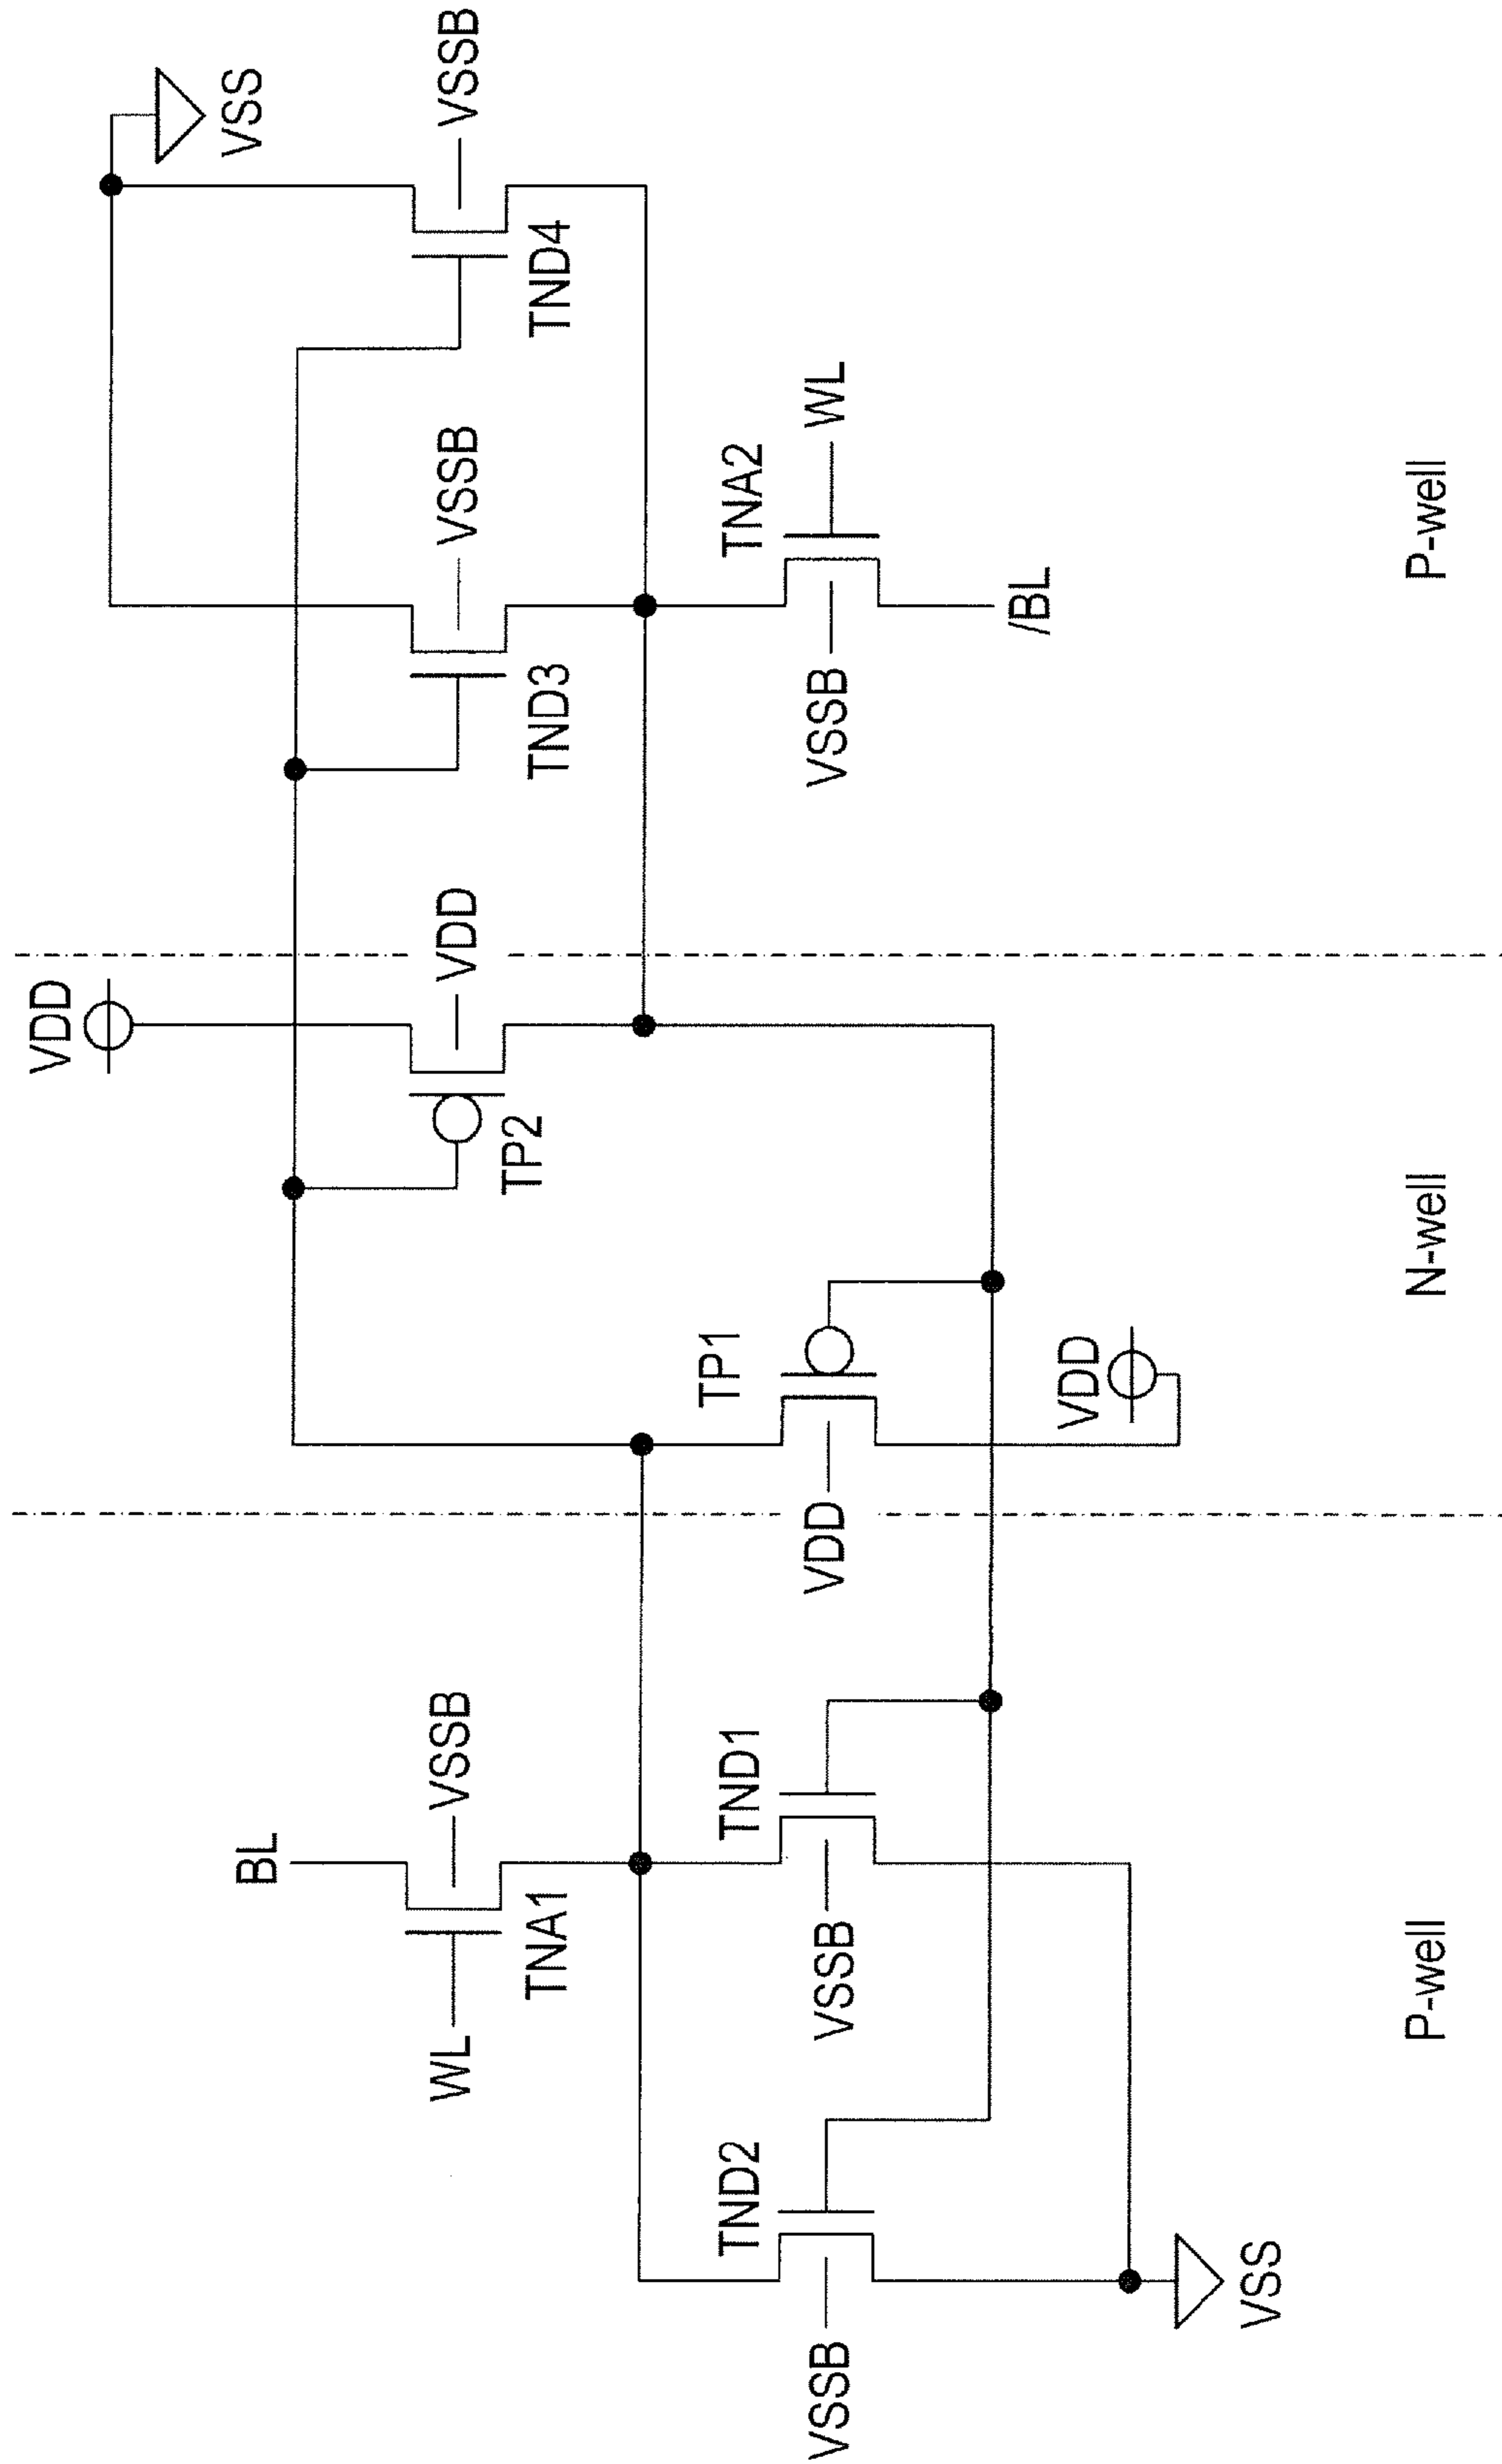 BL
WL
VSSB
TNA1
TND2
VSSB
TND1
VSSB
VSS
P-well
VDD
TP2
VDD
TP1
VDD
VDD
N-well
VSS
TND3
VSSB
TND4
VSSB
TNA2
VSSB
WL
/BL
P-well